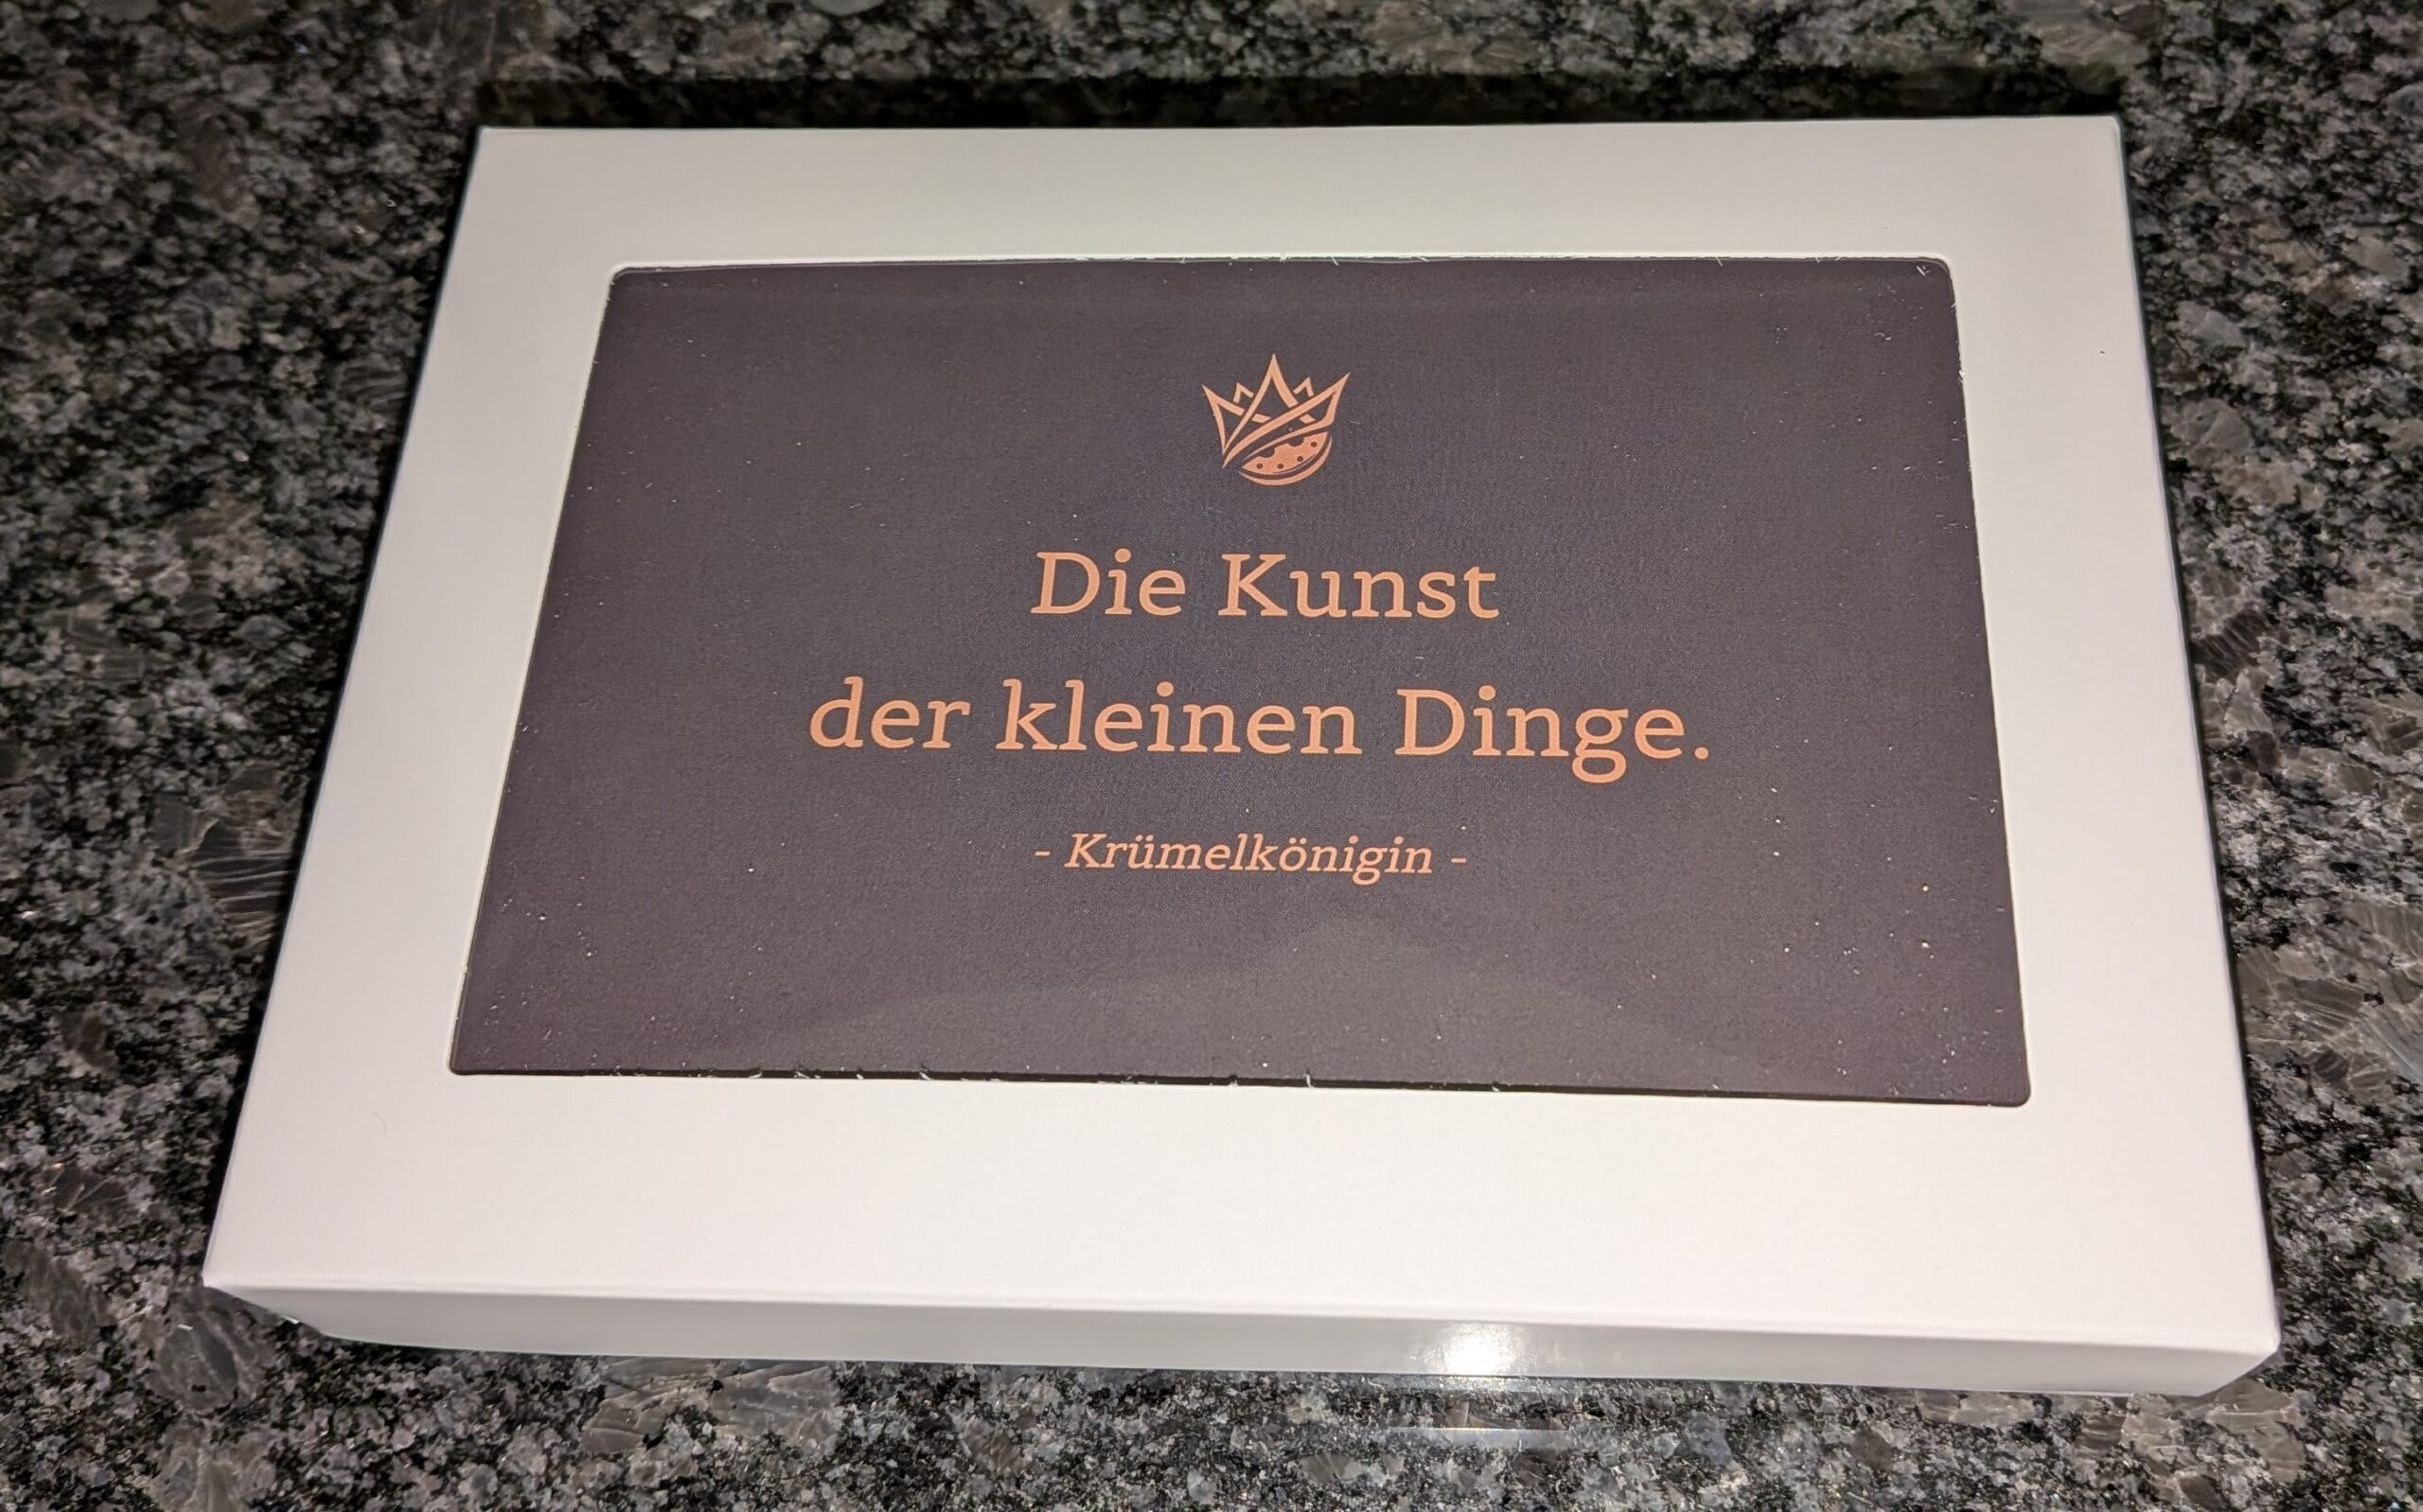 Die Kunst
der kleinen Dinge.
- Krümelkönigin -